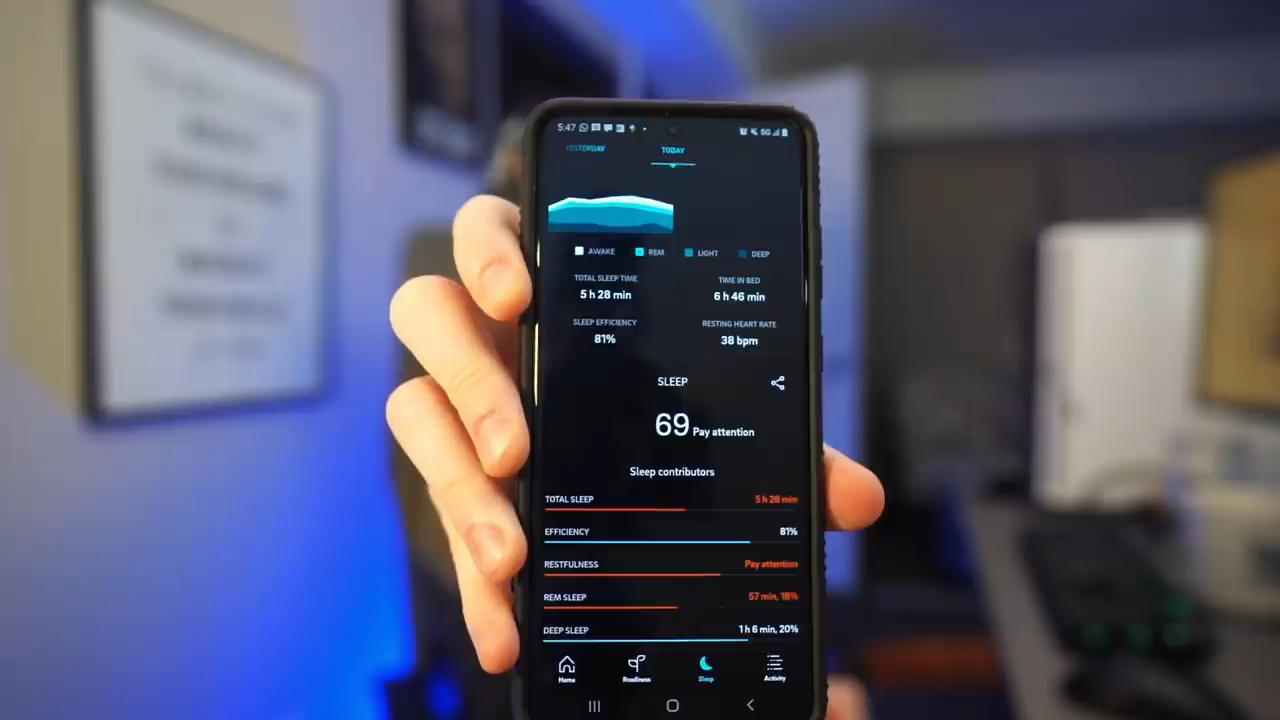 5:47 5G
YESTERDAY TODAY
AWAKE REM LIGHT DEEP
TOTAL SLEEP TIME TIME IN BED
5 h 28 min 6 h 46 min
SLEEP EFFICIENCY RESTING HEART RATE
81% 38 bpm
SLEEP
69 Pay attention
Sleep contributors
TOTAL SLEEP 5 h 28 min
EFFICIENCY 81%
RESTFULNESS Pay attention
REM SLEEP 57 min, 18%
DEEP SLEEP 1 h 6 min, 20%
Home Readiness Sleep Activity